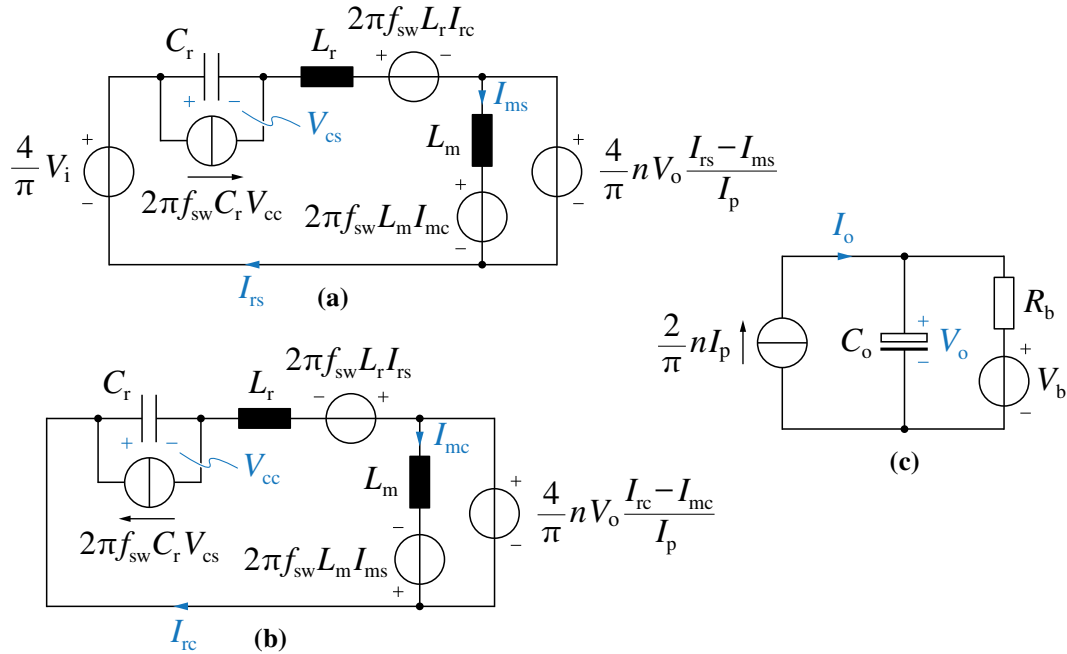 2πf_sw L_r I_rc
C_r
L_r
+ −
+ −
V_cs
I_ms
L_m
4/π V_i
+
−
2πf_sw C_r V_cc
+
−
2πf_sw L_m I_mc
+
−
4/π nV_o (I_rs − I_ms)/I_p
I_rs
(a)
2πf_sw L_r I_rs
C_r
L_r
− +
+ −
V_cc
I_mc
L_m
2πf_sw C_r V_cs
−
+
2πf_sw L_m I_ms
+
−
4/π nV_o (I_rc − I_mc)/I_p
I_rc
(b)
I_o
2/π nI_p
C_o
+
V_o
−
R_b
+
V_b
−
(c)